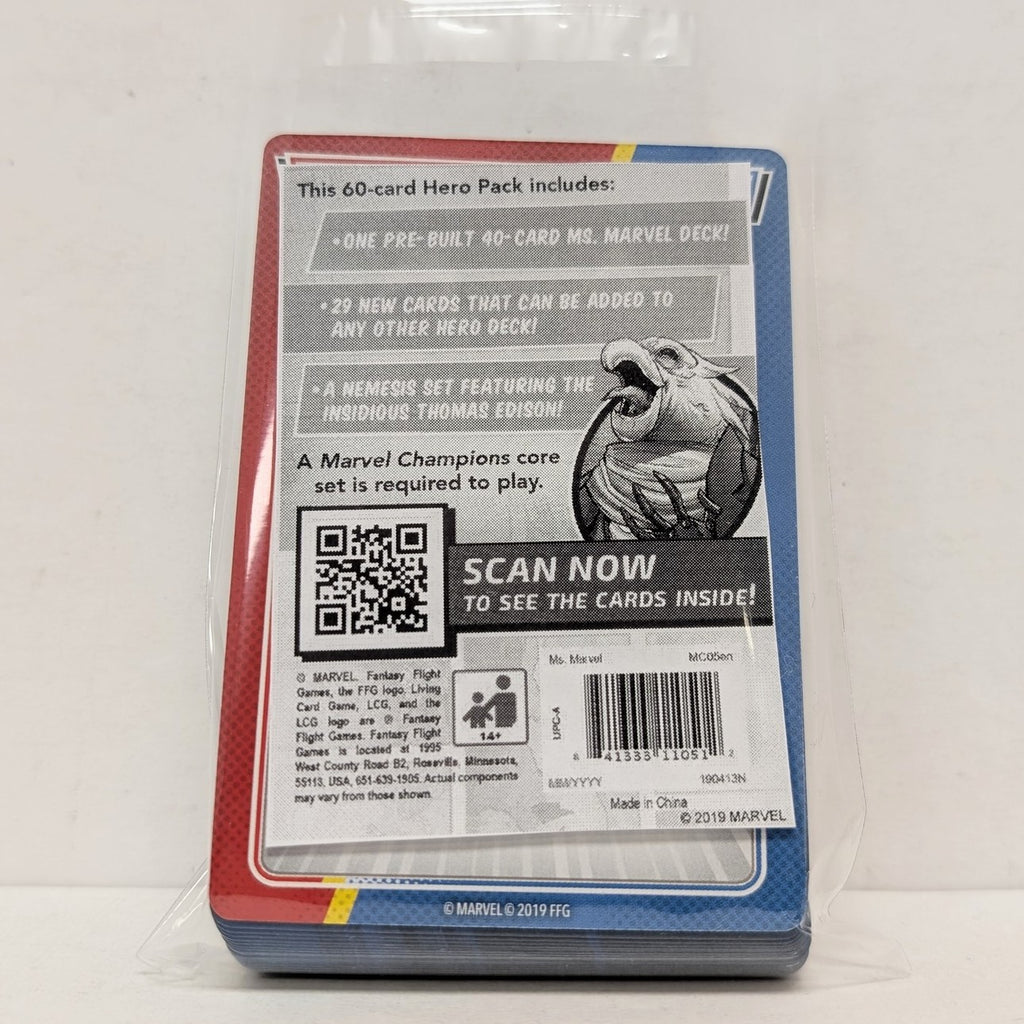 This 60-card Hero Pack includes:
• ONE PRE-BUILT 40-CARD MS. MARVEL DECK!
• 29 NEW CARDS THAT CAN BE ADDED TO
ANY OTHER HERO DECK!
• A NEMESIS SET FEATURING THE
INSIDIOUS THOMAS EDISON!
A Marvel Champions core
set is required to play.
SCAN NOW
TO SEE THE CARDS INSIDE!
© MARVEL. Fantasy Flight
Games, the FFG logo, Living
Card Game, LCG, and the
LCG logo are ® Fantasy
Flight Games. Fantasy Flight
Games is located at 1995
West County Road B2, Roseville, Minnesota,
55113, USA, 651-639-1905. Actual components
may vary from those shown.
14+
Ms. Marvel MC05en
UPC-A
8 41333 11051 2
MM/YYYY 190413N
Made in China
© 2019 MARVEL
© MARVEL © 2019 FFG